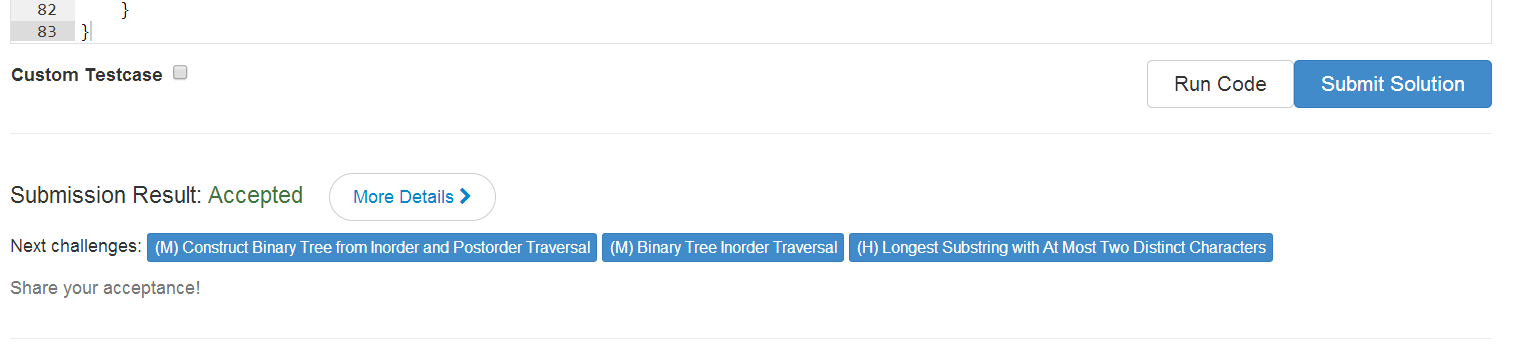 82 }
83 }
Custom Testcase
Run Code Submit Solution
Submission Result: Accepted More Details
Next challenges: (M) Construct Binary Tree from Inorder and Postorder Traversal (M) Binary Tree Inorder Traversal (H) Longest Substring with At Most Two Distinct Characters
Share your acceptance!